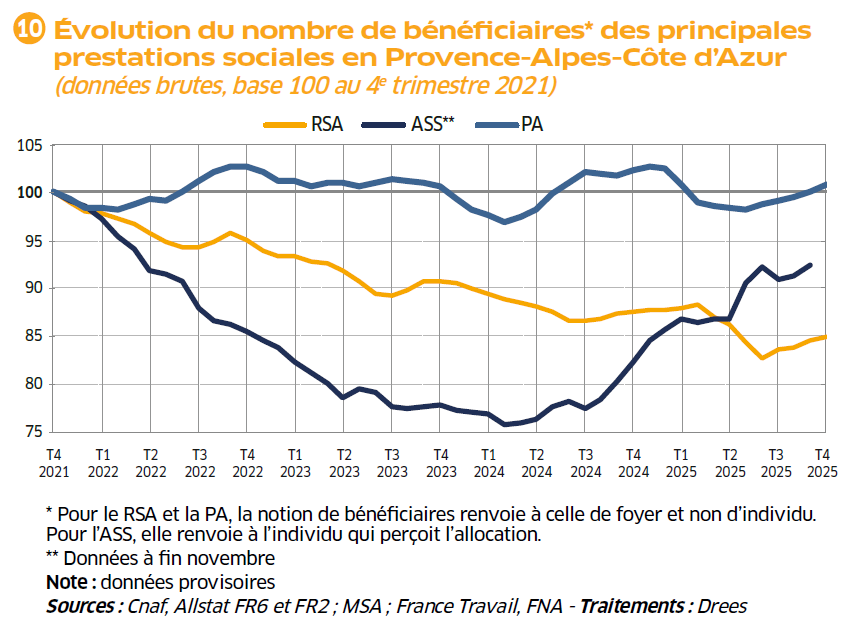 10 Évolution du nombre de bénéficiaires* des principales
prestations sociales en Provence-Alpes-Côte d'Azur
(données brutes, base 100 au 4e trimestre 2021)
RSA ASS** PA
105
100
95
90
85
80
75
T4 T1 T2 T3 T4 T1 T2 T3 T4 T1 T2 T3 T4 T1 T2 T3 T4
2021 2022 2022 2022 2022 2023 2023 2023 2023 2024 2024 2024 2024 2025 2025 2025 2025
* Pour le RSA et la PA, la notion de bénéficiaires renvoie à celle de foyer et non d'individu.
Pour l'ASS, elle renvoie à l'individu qui perçoit l'allocation.
** Données à fin novembre
Note : données provisoires
Sources : Cnaf, Allstat FR6 et FR2 ; MSA ; France Travail, FNA - Traitements : Drees